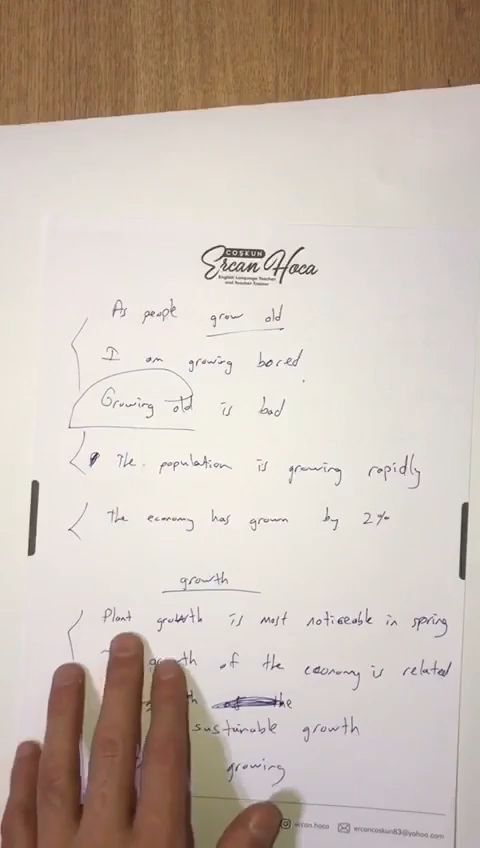 COŞKUN
Ercan Hoca
English Language Teacher
and Teacher Trainer
As people grow old
I am growing bored
Growing old is bad
The population is growing rapidly
The economy has grown by 2%
growth
Plant growth is most noticeable in spring
growth of the economy is related
the
sustainable growth
growing
ercan.hoca ercancoskun83@yahoo.com